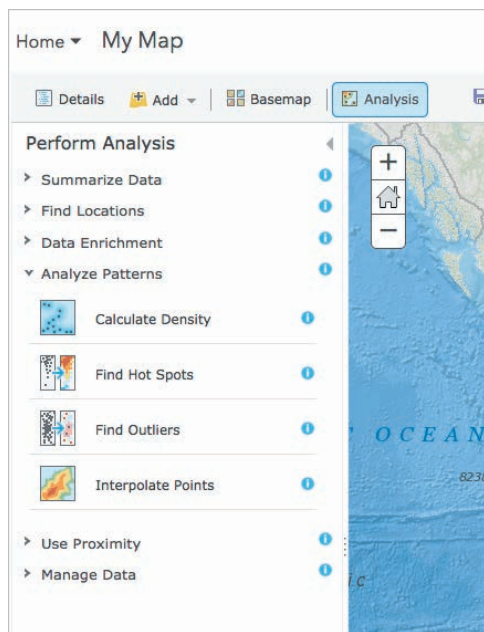 Home My Map
Details Add Basemap Analysis
Perform Analysis
Summarize Data
Find Locations
Data Enrichment
Analyze Patterns
Calculate Density
Find Hot Spots
Find Outliers
Interpolate Points
Use Proximity
Manage Data
OCEAN
823
ic